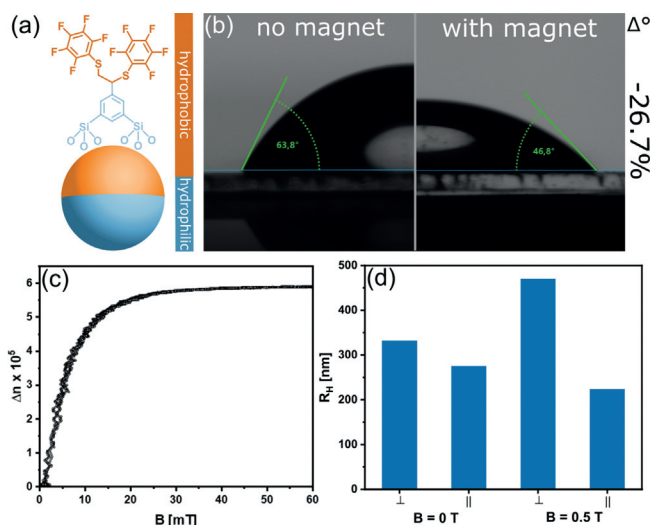 (a)
F
F
F
F
F
F
F
F
F
F
S
S
Si
Si
O
O
O
O
O
O
hydrophobic
hydrophilic
(b)
no magnet
with magnet
63,8°
46,8°
Δ°
-26.7%
(c)
Δn x 10⁵
6
5
4
3
2
1
0
0
10
20
30
40
50
60
B [mT]
(d)
R_H [nm]
500
400
300
200
100
0
⊥
||
⊥
||
B = 0 T
B = 0.5 T